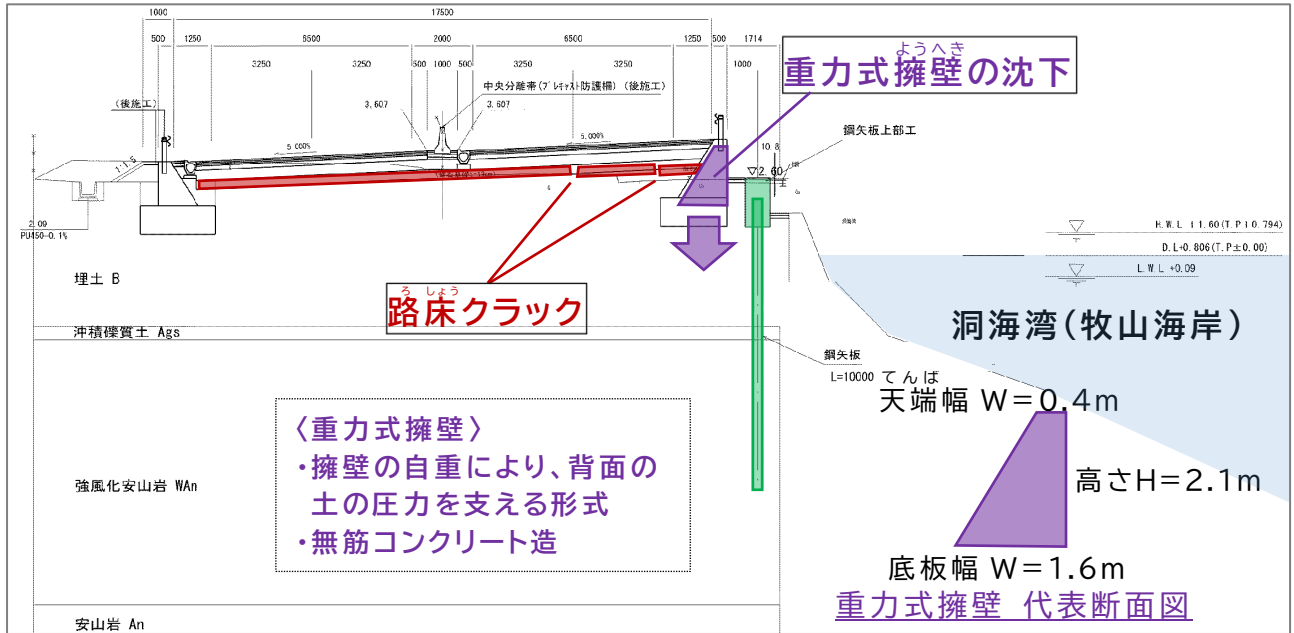 1000
17500
500
1250
6500
2000
6500
1250
500
1714
3250
3250
500
1000
500
3250
3250
1000
ようへき
重力式擁壁の沈下
中央分離帯(プレキャスト防護柵)(後施工)
(後施工)
3.607
3.607
鋼矢板上部工
5.000%
5.000%
1:1.5
10.8
▽2.60
2.09
PU450-0.1%
H.W.L +1.60(T.P+0.794)
D.L+0.806(T.P±0.00)
L.W.L +0.09
埋土 B
ろしょう
路床クラック
沖積礫質土 Ags
洞海湾(牧山海岸)
鋼矢板
L=10000
てんば
天端幅 W=0.4m
〈重力式擁壁〉
・擁壁の自重により、背面の
土の圧力を支える形式
・無筋コンクリート造
強風化安山岩 WAn
高さH=2.1m
底板幅 W=1.6m
重力式擁壁 代表断面図
安山岩 An